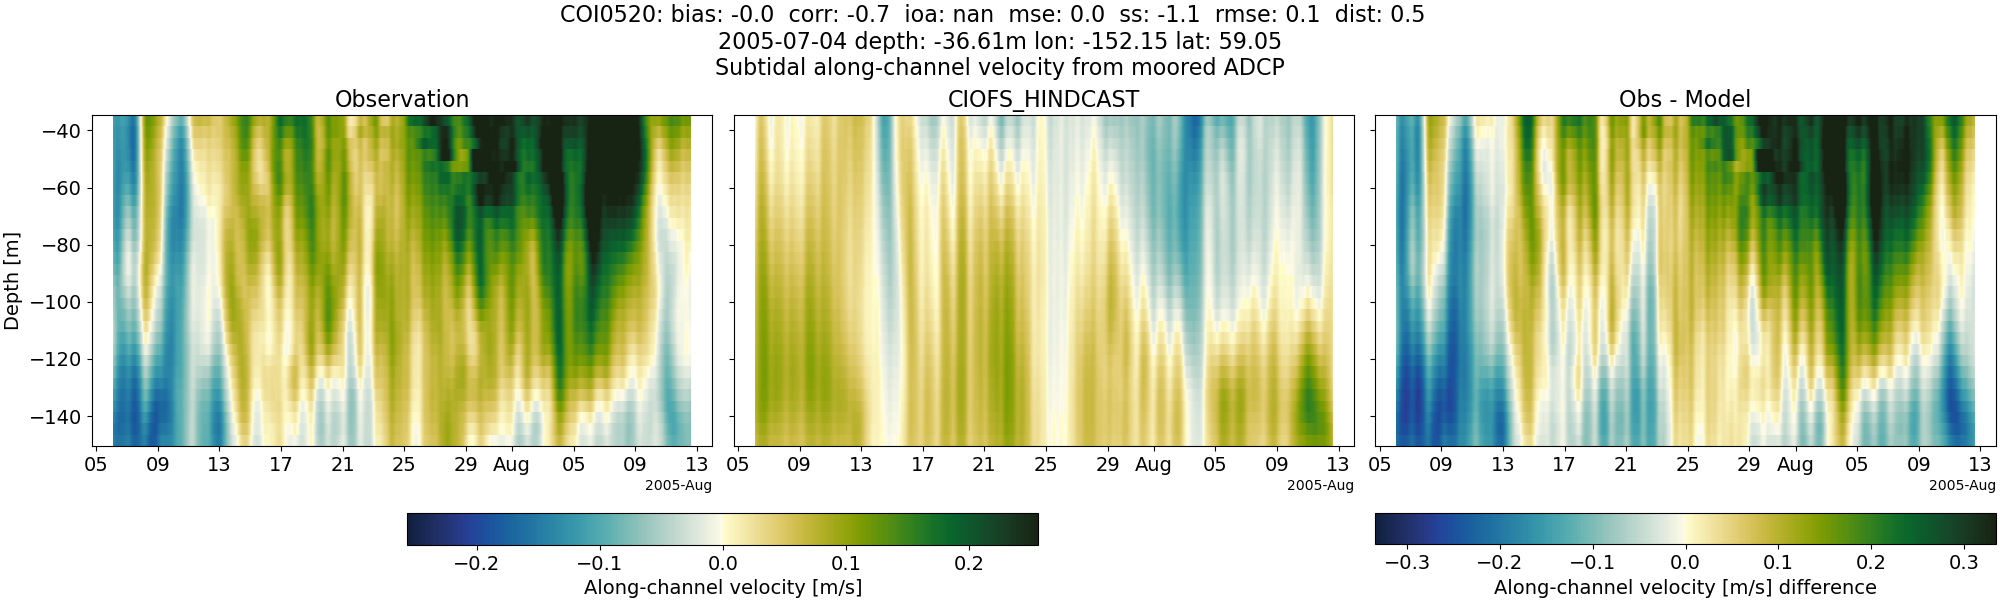 COI0520: bias: -0.0  corr: -0.7  ioa: nan  mse: 0.0  ss: -1.1  rmse: 0.1  dist: 0.5
2005-07-04 depth: -36.61m lon: -152.15 lat: 59.05
Subtidal along-channel velocity from moored ADCP
Observation
CIOFS_HINDCAST
Obs - Model
Depth [m]
−40
−60
−80
−100
−120
−140
05 09 13 17 21 25 29 Aug 05 09 13
2005-Aug
05 09 13 17 21 25 29 Aug 05 09 13
2005-Aug
05 09 13 17 21 25 29 Aug 05 09 13
2005-Aug
−0.2 −0.1 0.0 0.1 0.2
Along-channel velocity [m/s]
−0.3 −0.2 −0.1 0.0 0.1 0.2 0.3
Along-channel velocity [m/s] difference